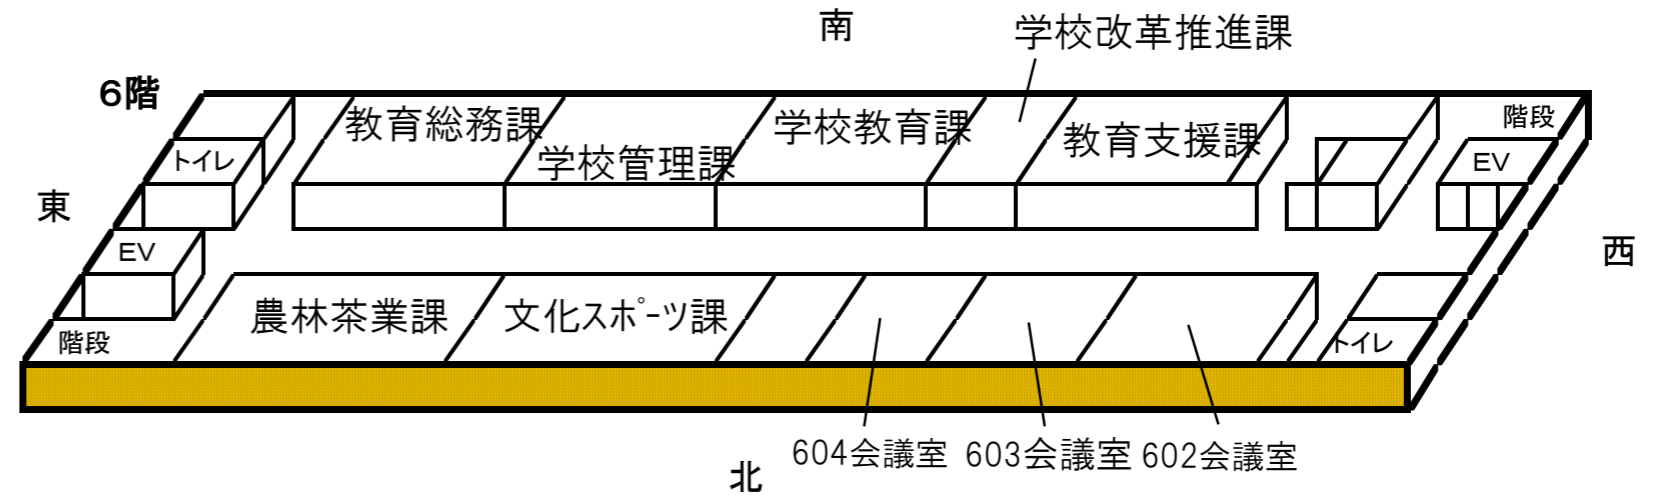 南
学校改革推進課
6階
教育総務課
学校管理課
学校教育課
教育支援課
階段
トイレ
EV
東
EV
西
農林茶業課
文化スポーツ課
階段
トイレ
604会議室
603会議室
602会議室
北